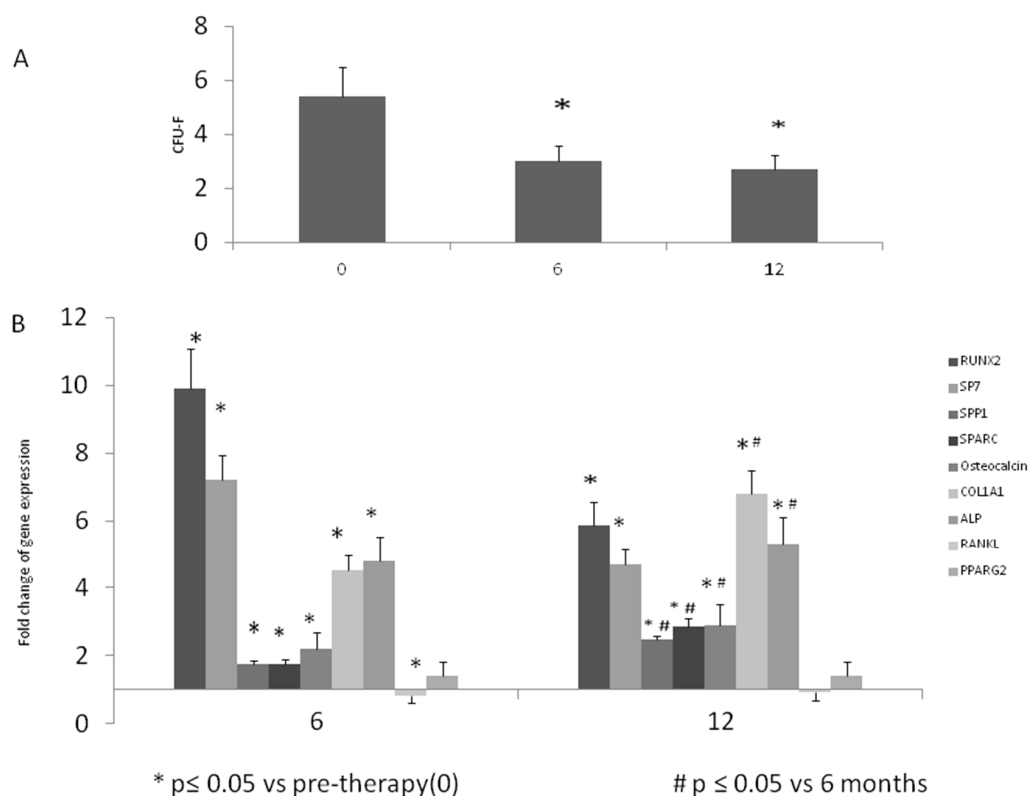 A
8
6
4
2
0
CFU-F
*
*
0
6
12
B
12
10
8
6
4
2
0
Fold change of gene expression
*
*
*
*
*
*
*
*
6
*
*
* #
* #
* #
* #
* #
12
RUNX2
SP7
SPP1
SPARC
Osteocalcin
COL1A1
ALP
RANKL
PPARG2
* p≤ 0.05 vs pre-therapy(0)
# p ≤ 0.05 vs 6 months